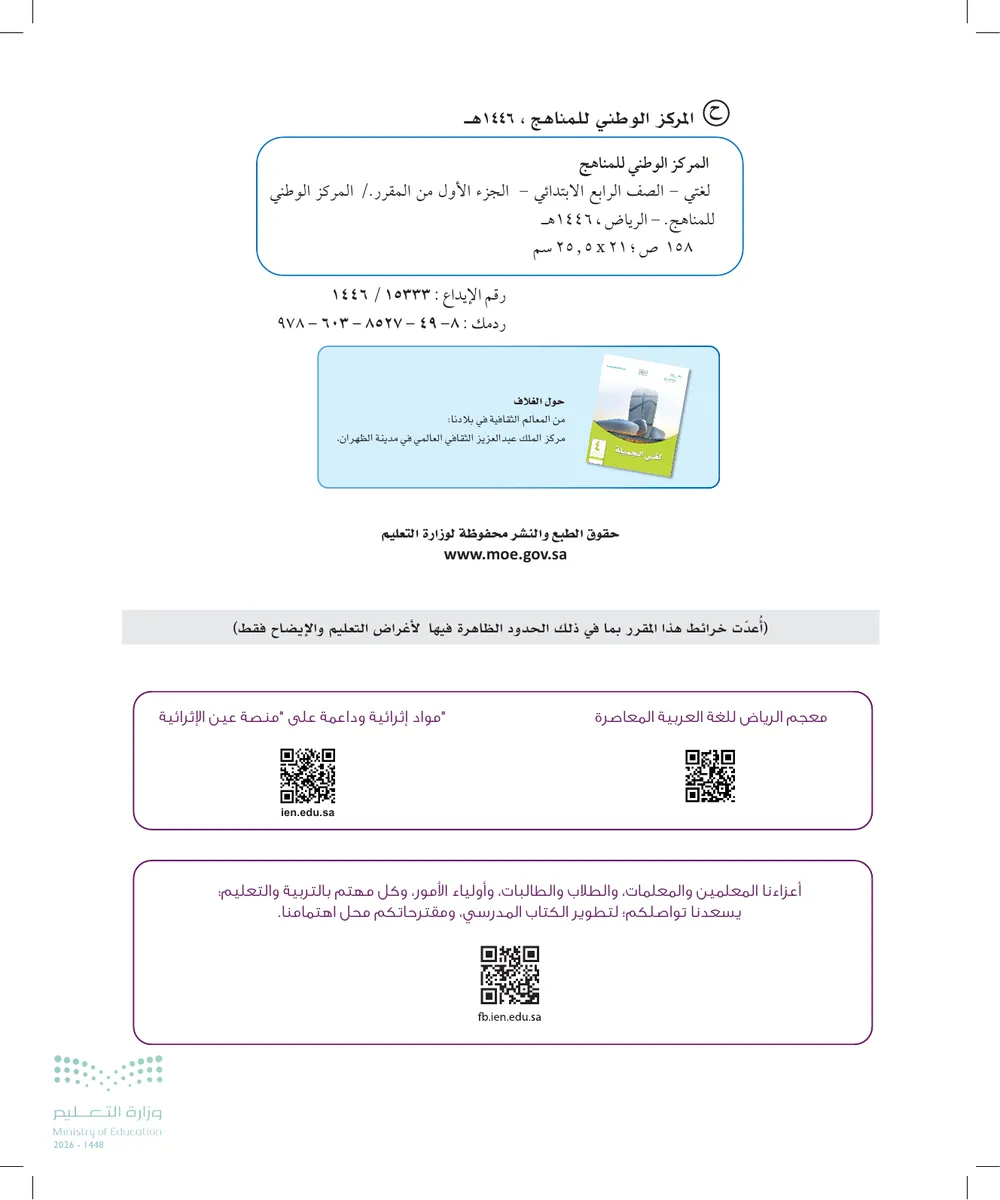 ح المركز الوطني للمناهج ، ١٤٤٦هـ
المركز الوطني للمناهج
لغتي – الصف الرابع الابتدائي – الجزء الأول من المقرر./ المركز الوطني
للمناهج. – الرياض ، ١٤٤٦هـ
١٥٨ ص ؛ ٢١ x ٢٥,٥ سم
رقم الإيداع : ١٥٣٣٣ / ١٤٤٦
ردمك : ٨– ٤٩ – ٨٥٢٧ – ٦٠٣ – ٩٧٨
حول الغلاف
من المعالم الثقافية في بلادنا:
مركز الملك عبدالعزيز الثقافي العالمي في مدينة الظهران.
لغتي الجميلة
٤
حقوق الطبع والنشر محفوظة لوزارة التعليم
www.moe.gov.sa
(أُعدَت خرائط هذا المقرر بما في ذلك الحدود الظاهرة فيها لأغراض التعليم والإيضاح فقط)
معجم الرياض للغة العربية المعاصرة
"مواد إثرائية وداعمة على "منصة عين الإثرائية
ien.edu.sa
أعزاءنا المعلمين والمعلمات، والطلاب والطالبات، وأولياء الأمور، وكل مهتم بالتربية والتعليم:
يسعدنا تواصلكم؛ لتطوير الكتاب المدرسي، ومقترحاتكم محل اهتمامنا.
fb.ien.edu.sa
وزارة التعـــليم
Ministry of Education
2026 - 1448